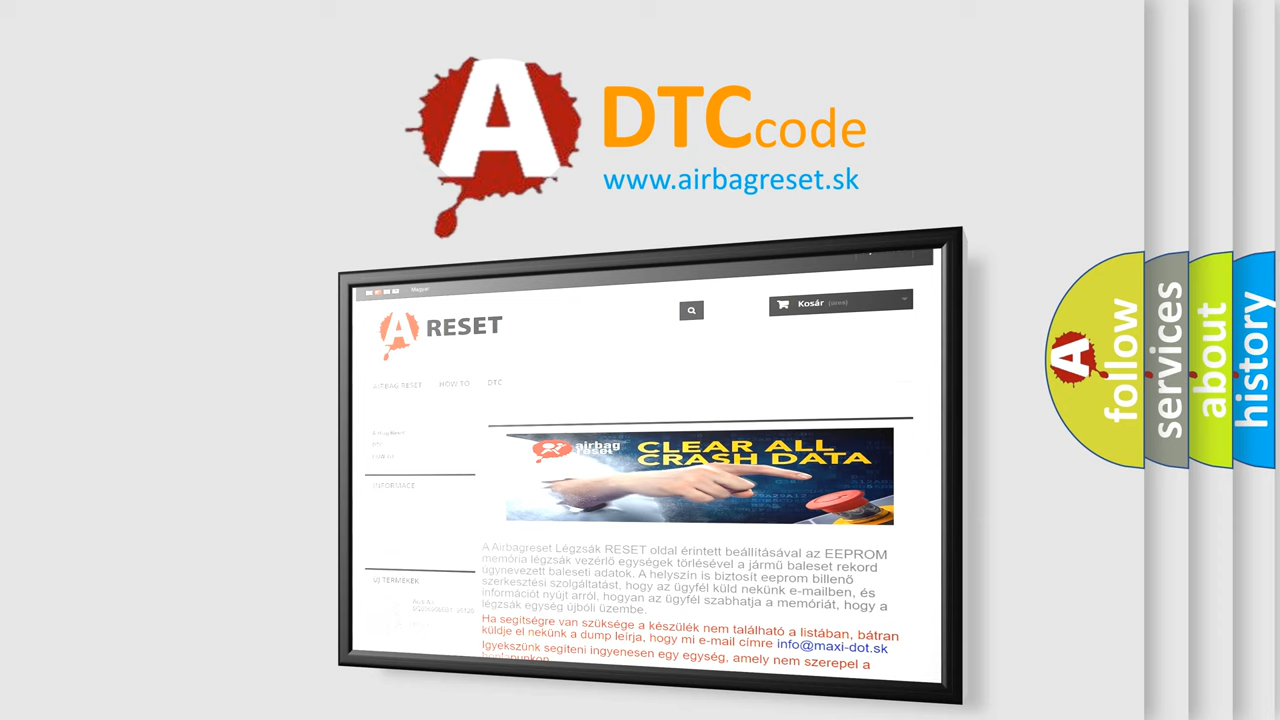 A
DTC code
www.airbagreset.sk
Magyar
A RESET
Kosár (üres)
AIRBAG RESET HOW TO DTC
INFORMACE
airbag reset
CLEAR ALL
CRASH DATA
A Airbagreset Légzsák RESET oldal érintett beállításával az EEPROM
memória légzsák vezérlő egységek törlésével a jármű baleset rekord
úgynevezett baleseti adatok. A helyszín is biztosít eeprom billenő
szerkesztési szolgáltatást, hogy az ügyfél küld nekünk e-mailben, és
információt nyújt arról, hogyan az ügyfél szabhatja a memóriát, hogy a
légzsák egység újbóli üzembe.
Ha segítségre van szüksége a készülék nem található a listában, bátran
küldje el nekünk a dump leírja, hogy mi e-mail címre info@maxi-dot.sk
Igyekszünk segíteni ingyenesen egy egység, amely nem szerepel a
ÚJ TERMÉKEK
A
follow
services
about
history